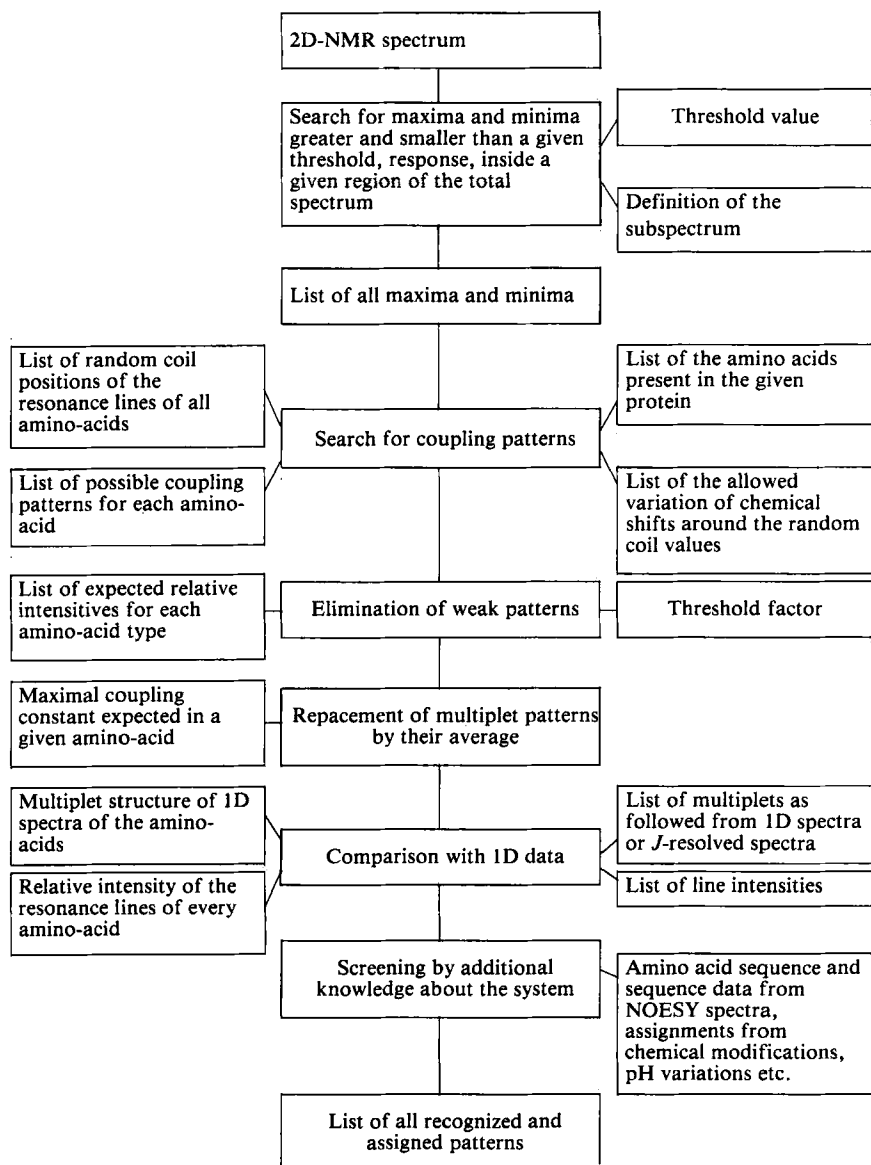 2D-NMR spectrum
Search for maxima and minima
greater and smaller than a given
threshold, response, inside a
given region of the total
spectrum
Threshold value
Definition of the
subspectrum
List of all maxima and minima
List of random coil
positions of the
resonance lines of all
amino-acids
List of the amino acids
present in the given
protein
Search for coupling patterns
List of possible coupling
patterns for each amino-
acid
List of the allowed
variation of chemical
shifts around the random
coil values
List of expected relative
intensitives for each
amino-acid type
Elimination of weak patterns
Threshold factor
Maximal coupling
constant expected in a
given amino-acid
Repacement of multiplet patterns
by their average
Multiplet structure of 1D
spectra of the amino-
acids
List of multiplets as
followed from 1D spectra
or J-resolved spectra
Comparison with 1D data
Relative intensity of the
resonance lines of every
amino-acid
List of line intensities
Screening by additional
knowledge about the system
Amino acid sequence and
sequence data from
NOESY spectra,
assignments from
chemical modifications,
pH variations etc.
List of all recognized and
assigned patterns